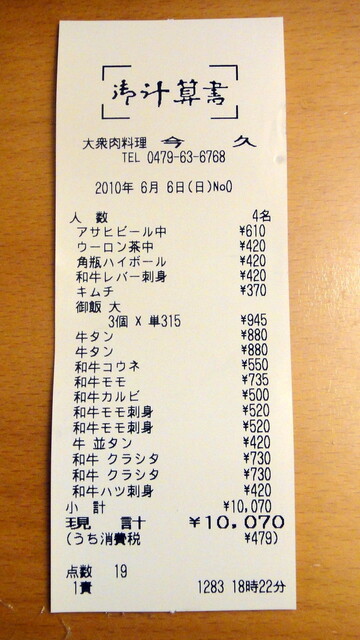 御計算書
大衆肉料理 今久
TEL 0479-63-6768
2010年 6月 6日(日)No0
人 数 4名
アサヒビール中 ¥610
ウーロン茶中 ¥420
角瓶ハイボール ¥420
和牛レバー刺身 ¥420
キムチ ¥370
御飯 大
3個 X 単315 ¥945
牛タン ¥880
牛タン ¥880
和牛コウネ ¥550
和牛モモ ¥735
和牛カルビ ¥500
和牛モモ刺身 ¥520
和牛モモ刺身 ¥520
牛 並タン ¥420
和牛 クラシタ ¥730
和牛 クラシタ ¥730
和牛ハツ刺身 ¥420
小 計 ¥10,070
現 計 ¥10,070
(うち消費税 ¥479)
点数 19
1責 1283 18時22分